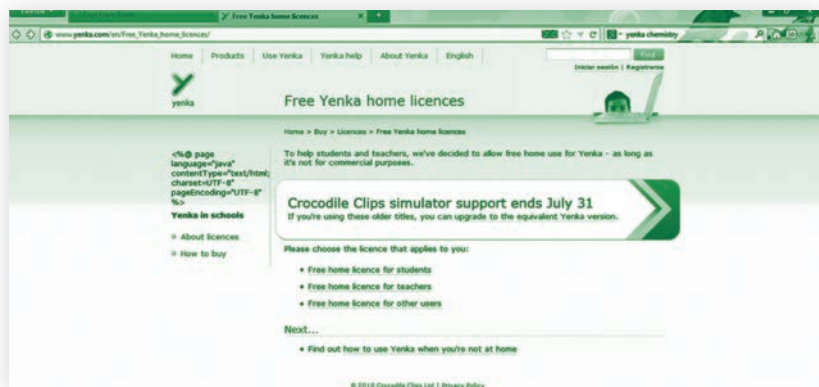 Free Yenka home licences
www.yenka.com/en/Free_Yenka_home_licences/
yenka chemistry
Home Products Use Yenka Yenka help About Yenka English
Find
Iniciar sesión | Registrarse
yenka
Free Yenka home licences
Home > Buy > Licences > Free Yenka home licences
<%@ page
language="java"
contentType="text/html;
charset=UTF-8"
pageEncoding="UTF-8"
%>
Yenka in schools
About licences
How to buy
To help students and teachers, we've decided to allow free home use for Yenka - as long as
it's not for commercial purposes.
Crocodile Clips simulator support ends July 31
If you're using these older titles, you can upgrade to the equivalent Yenka version.
Please choose the licence that applies to you:
• Free home licence for students
• Free home licence for teachers
• Free home licence for other users
Next...
• Find out how to use Yenka when you're not at home
© 2010 Crocodile Clips Ltd | Privacy Policy